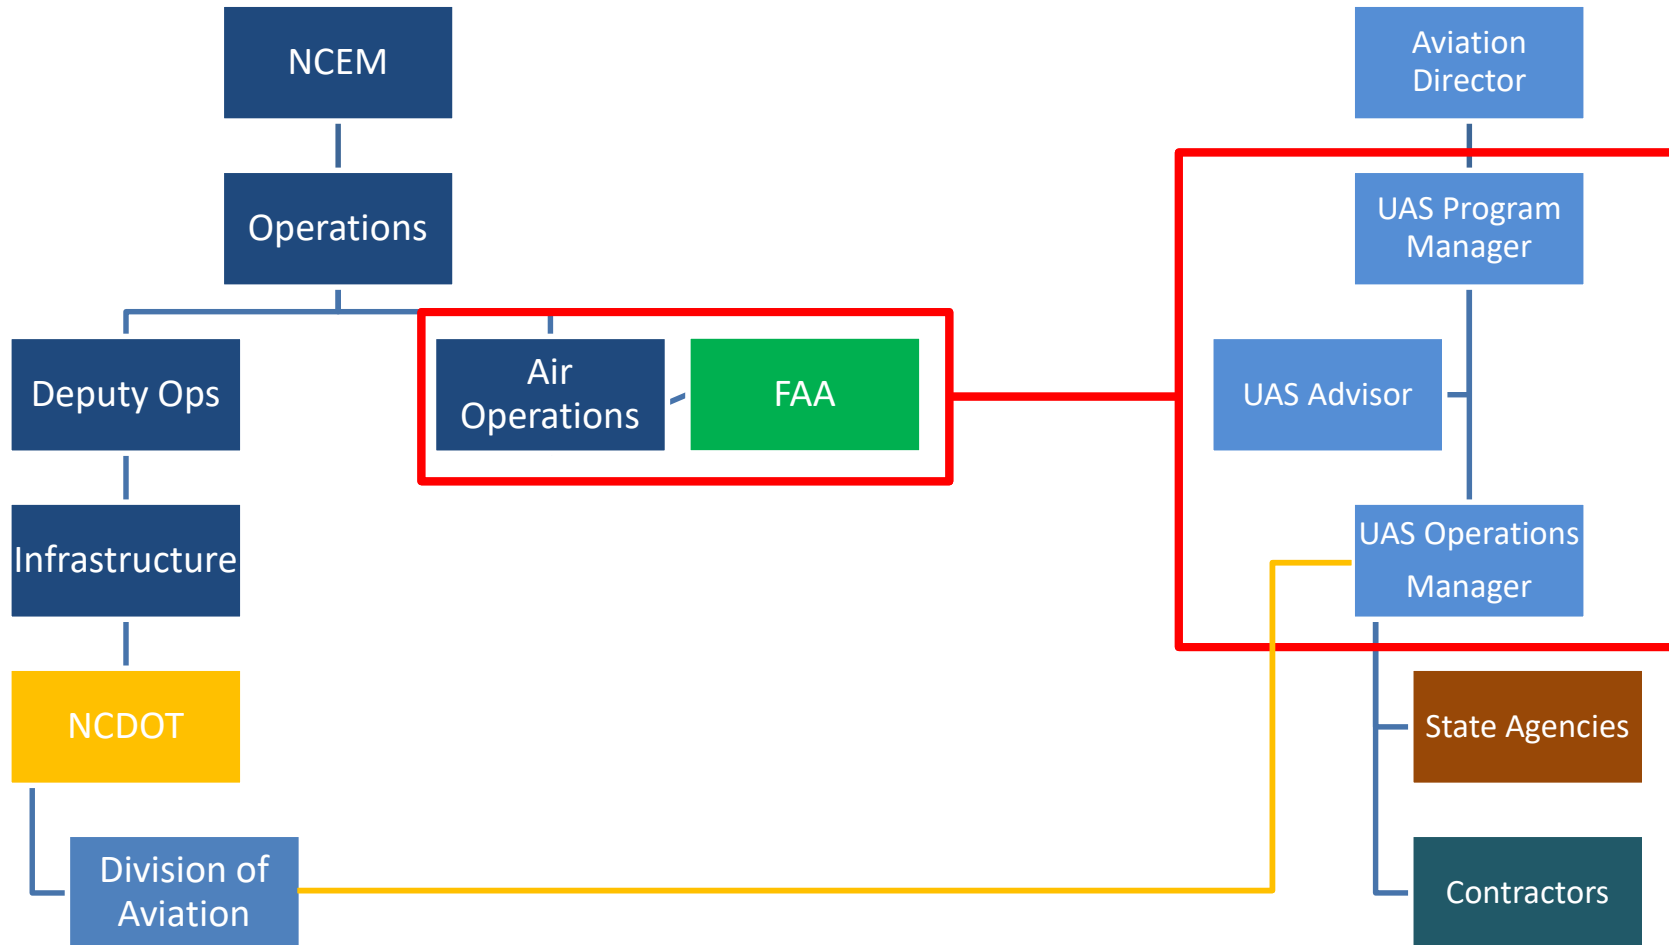 NCEM
Operations
Deputy Ops
Air
Operations
FAA
Infrastructure
NCDOT
Division of
Aviation
Aviation
Director
UAS Program
Manager
UAS Advisor
UAS Operations
Manager
State Agencies
Contractors